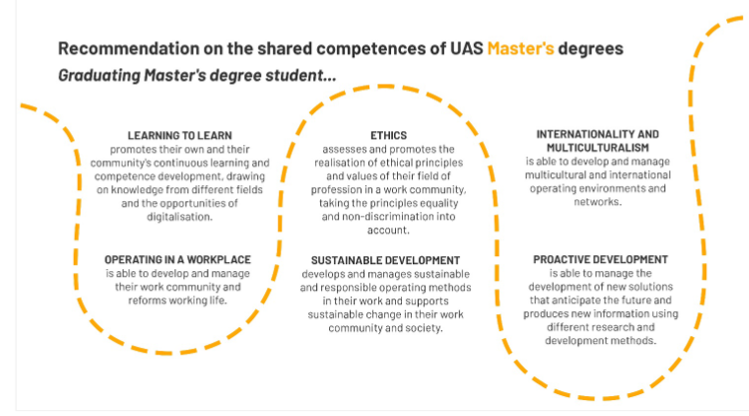 Recommendation on the shared competences of UAS Master's degrees
Graduating Master's degree student...
LEARNING TO LEARN
promotes their own and their
community's continuous learning and
competence development, drawing
on knowledge from different fields
and the opportunities of
digitalisation.
OPERATING IN A WORKPLACE
is able to develop and manage
their work community and
reforms working life.
ETHICS
assesses and promotes the
realisation of ethical principles
and values of their field of
profession in a work community,
taking the principles equality
and non-discrimination into
account.
SUSTAINABLE DEVELOPMENT
develops and manages sustainable
and responsible operating methods
in their work and supports
sustainable change in their work
community and society.
INTERNATIONALITY AND
MULTICULTURALISM
is able to develop and manage
multicultural and international
operating environments and
networks.
PROACTIVE DEVELOPMENT
is able to manage the
development of new solutions
that anticipate the future and
produces new information using
different research and
development methods.